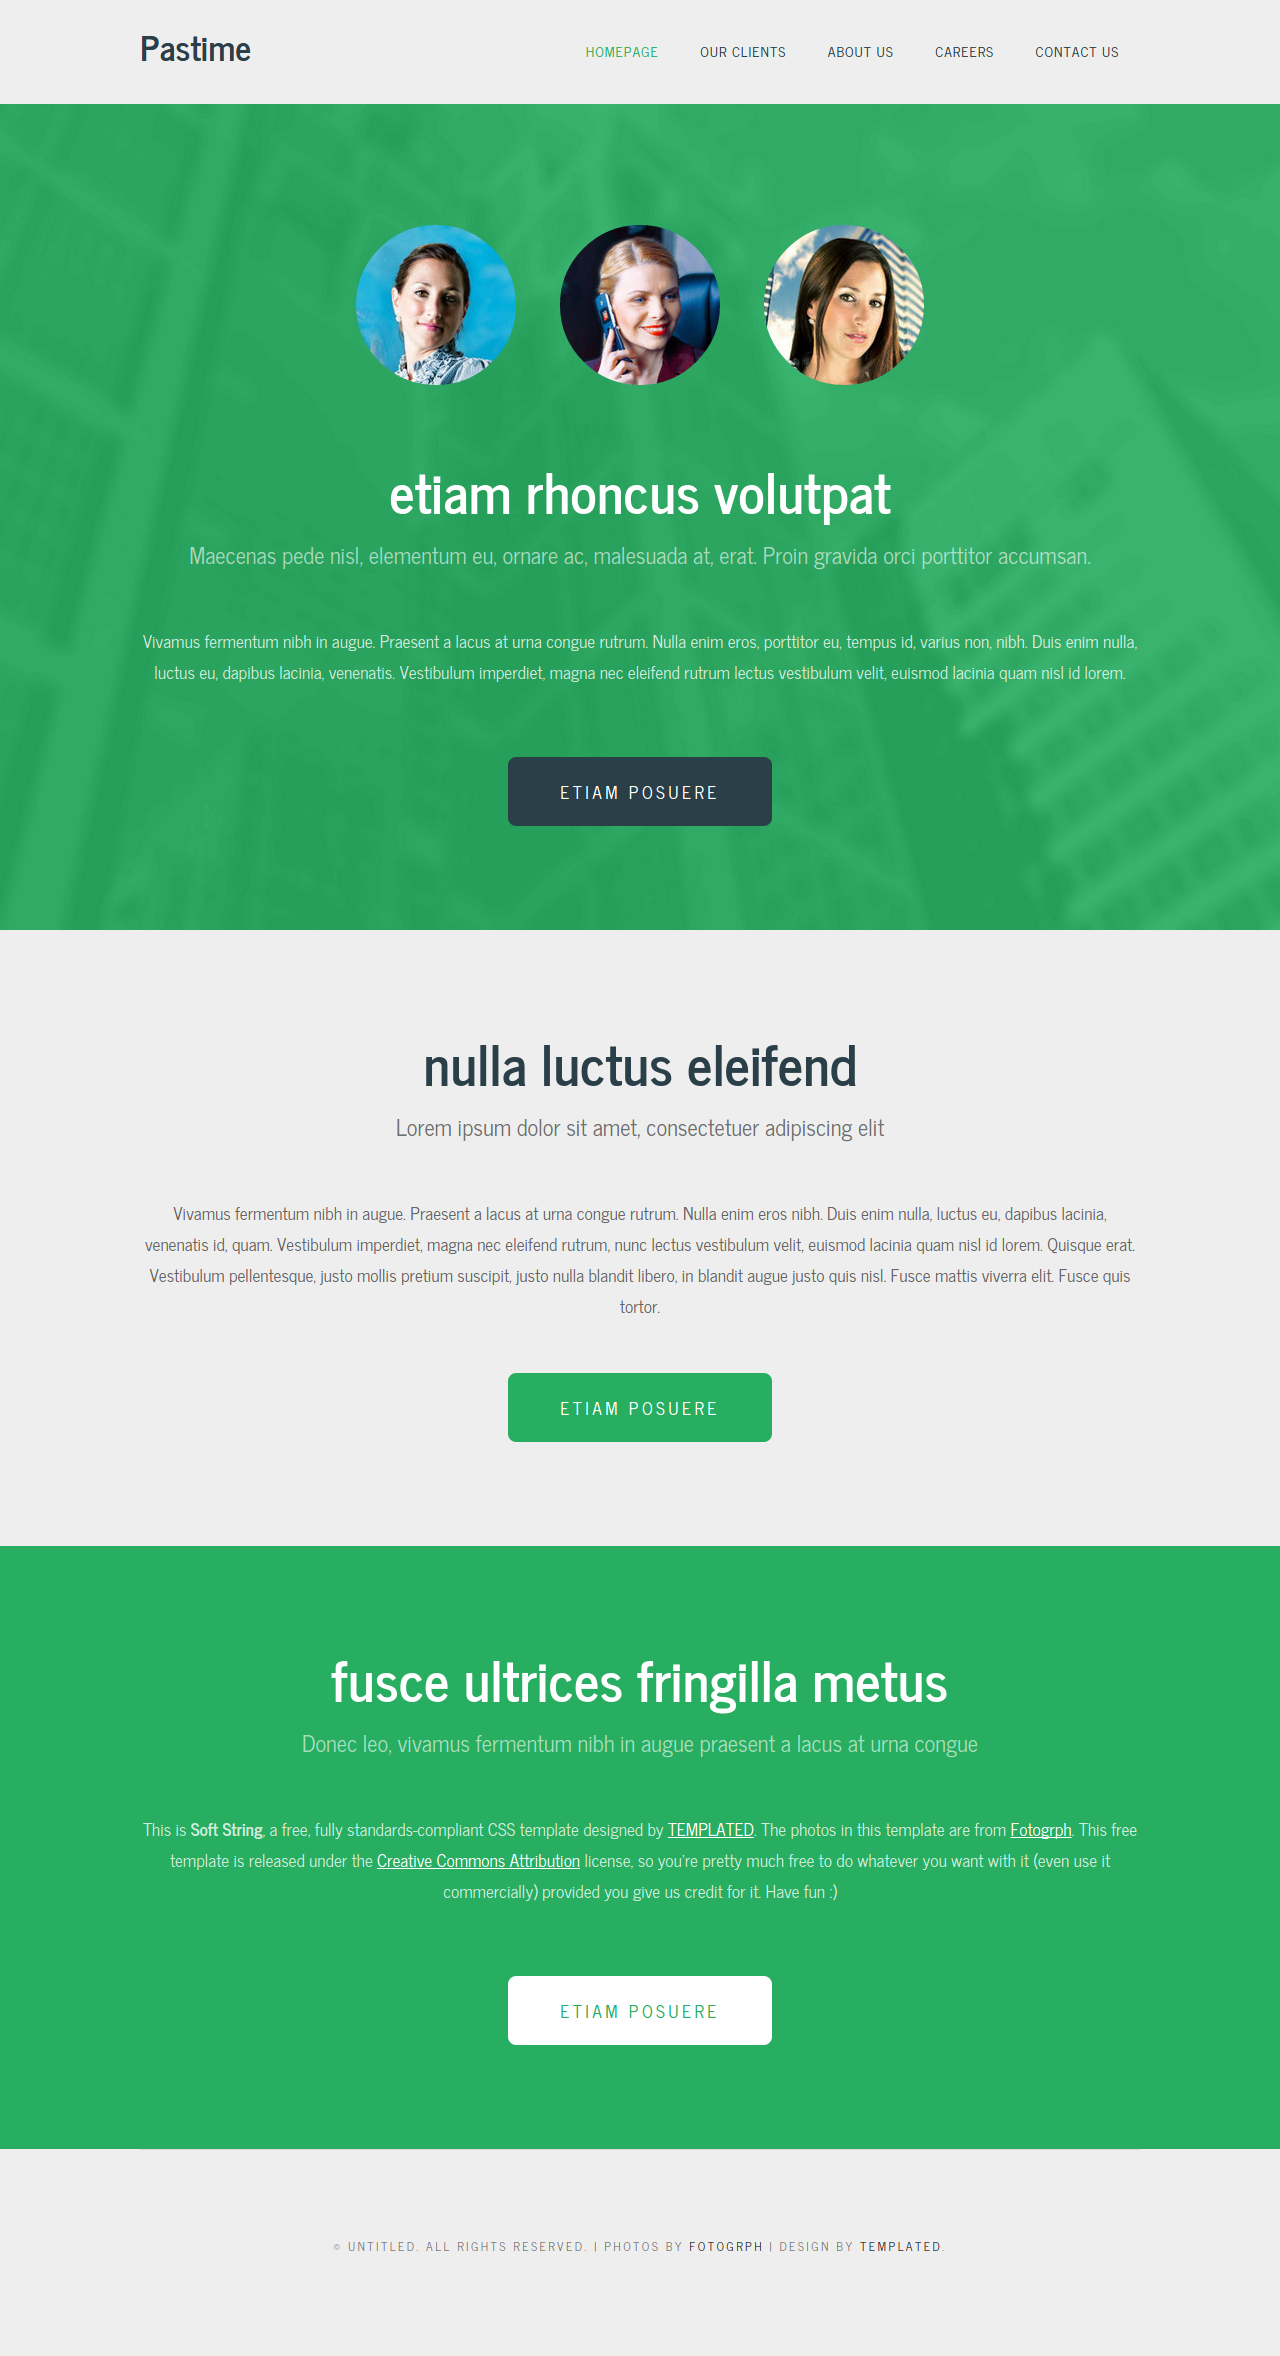 Pastime
HOMEPAGE OUR CLIENTS ABOUT US CAREERS CONTACT US
etiam rhoncus volutpat
Maecenas pede nisl, elementum eu, ornare ac, malesuada at, erat. Proin gravida orci porttitor accumsan.
Vivamus fermentum nibh in augue. Praesent a lacus at urna congue rutrum. Nulla enim eros, porttitor eu, tempus id, varius non, nibh. Duis enim nulla,
luctus eu, dapibus lacinia, venenatis. Vestibulum imperdiet, magna nec eleifend rutrum lectus vestibulum velit, euismod lacinia quam nisl id lorem.
ETIAM POSUERE
nulla luctus eleifend
Lorem ipsum dolor sit amet, consectetuer adipiscing elit
Vivamus fermentum nibh in augue. Praesent a lacus at urna congue rutrum. Nulla enim eros nibh. Duis enim nulla, luctus eu, dapibus lacinia,
venenatis id, quam. Vestibulum imperdiet, magna nec eleifend rutrum, nunc lectus vestibulum velit, euismod lacinia quam nisl id lorem. Quisque erat.
Vestibulum pellentesque, justo mollis pretium suscipit, justo nulla blandit libero, in blandit augue justo quis nisl. Fusce mattis viverra elit. Fusce quis
tortor.
ETIAM POSUERE
fusce ultrices fringilla metus
Donec leo, vivamus fermentum nibh in augue praesent a lacus at urna congue
This is Soft String, a free, fully standards-compliant CSS template designed by TEMPLATED. The photos in this template are from Fotogrph. This free
template is released under the Creative Commons Attribution license, so you're pretty much free to do whatever you want with it (even use it
commercially) provided you give us credit for it. Have fun :)
ETIAM POSUERE
© UNTITLED. ALL RIGHTS RESERVED. | PHOTOS BY FOTOGRPH | DESIGN BY TEMPLATED.